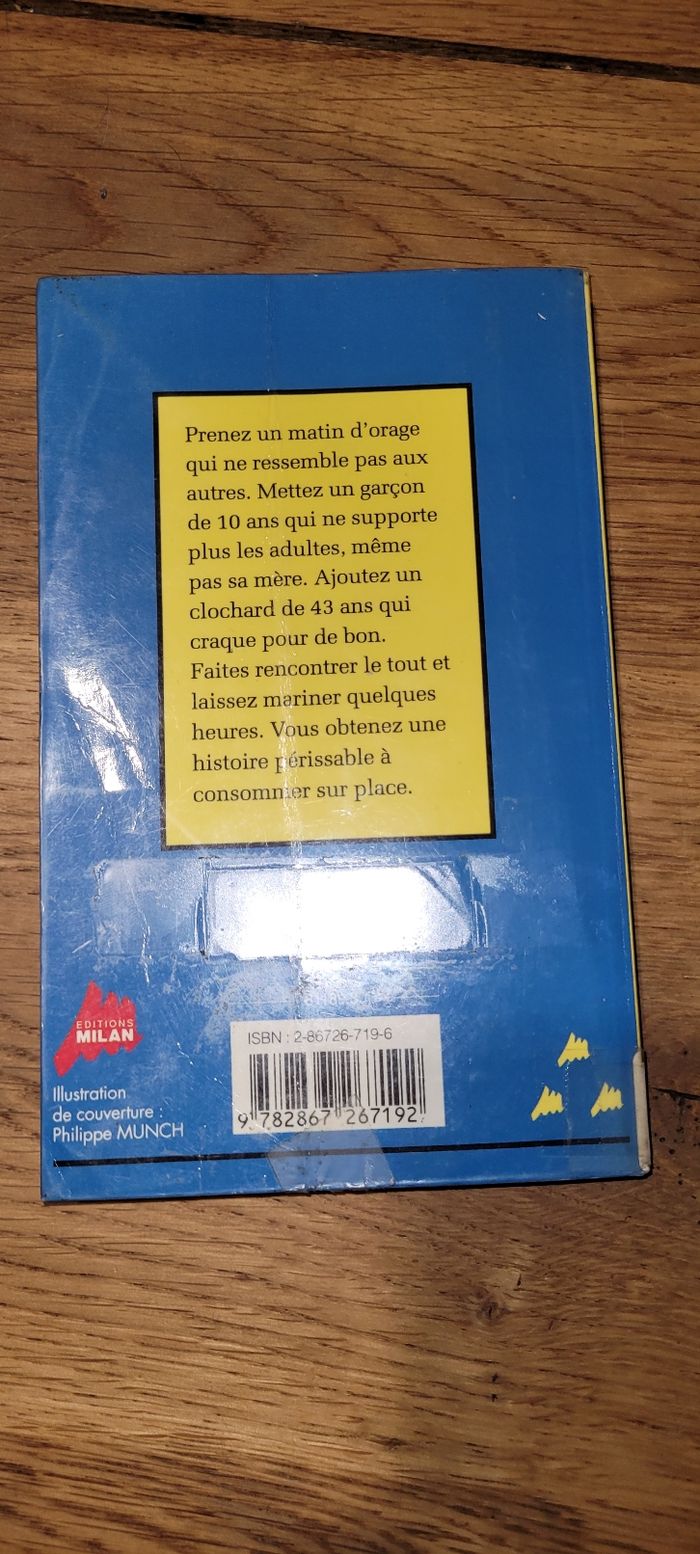 Prenez un matin d'orage
qui ne ressemble pas aux
autres. Mettez un garçon
de 10 ans qui ne supporte
plus les adultes, même
pas sa mère. Ajoutez un
clochard de 43 ans qui
craque pour de bon.
Faites rencontrer le tout et
laissez mariner quelques
heures. Vous obtenez une
histoire périssable à
consommer sur place.
EDITIONS
MILAN
Illustration
de couverture :
Philippe MUNCH
ISBN : 2-86726-719-6
9 782867 267192